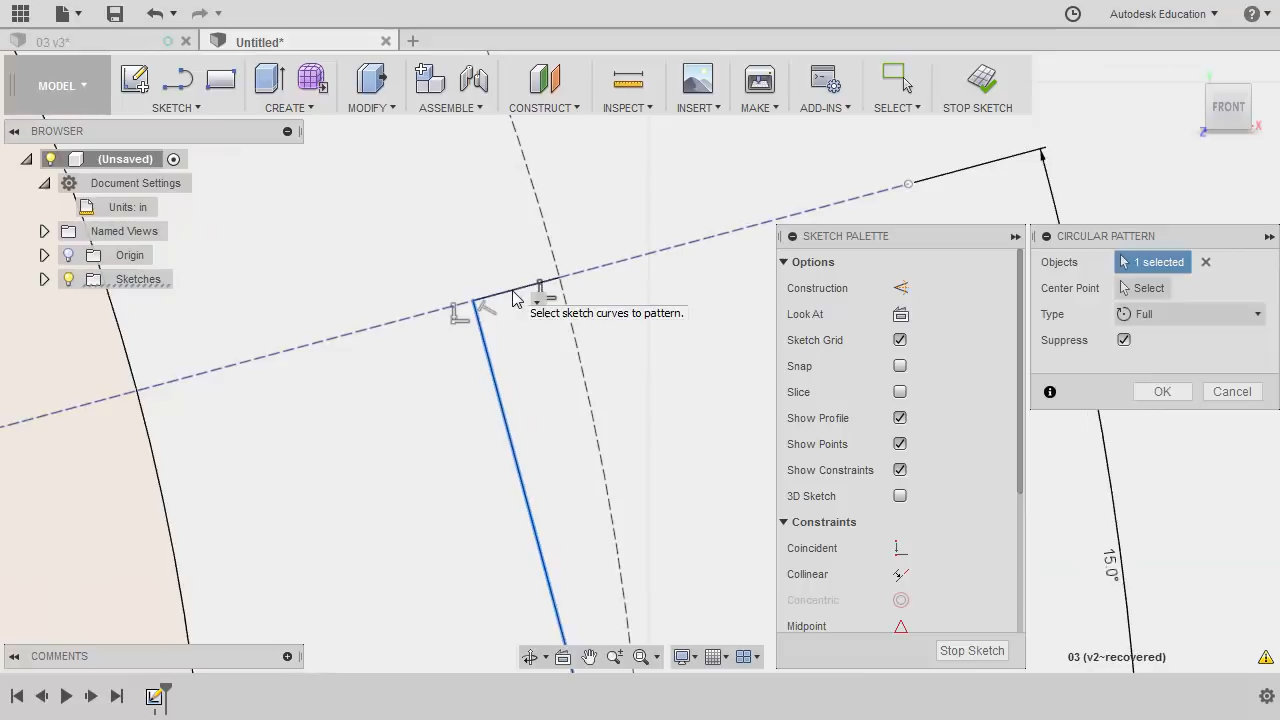 Autodesk Education
03 v3*
Untitled*
MODEL
SKETCH
CREATE
MODIFY
ASSEMBLE
CONSTRUCT
INSPECT
INSERT
MAKE
ADD-INS
SELECT
STOP SKETCH
FRONT
Z
X
BROWSER
(Unsaved)
Document Settings
Units: in
Named Views
Origin
Sketches
Select sketch curves to pattern.
SKETCH PALETTE
Options
Construction
Look At
Sketch Grid
Snap
Slice
Show Profile
Show Points
Show Constraints
3D Sketch
Constraints
Coincident
Collinear
Concentric
Midpoint
Stop Sketch
CIRCULAR PATTERN
Objects
1 selected
Center Point
Select
Type
Full
Suppress
OK
Cancel
15.0°
COMMENTS
03 (v2~recovered)